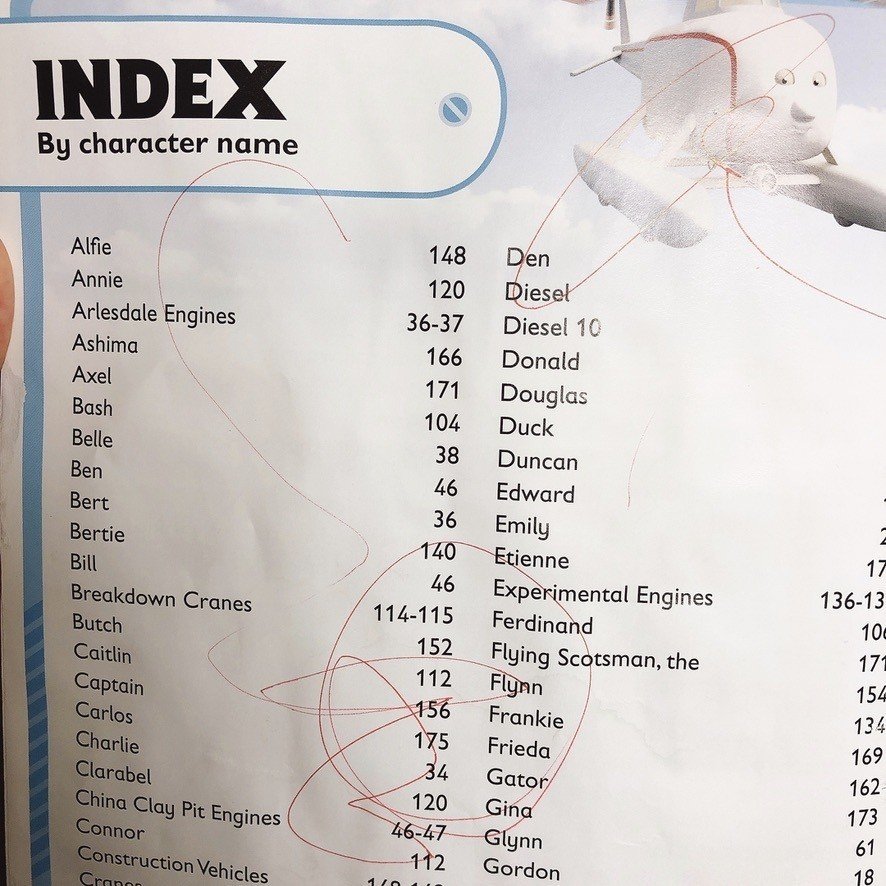 INDEX
By character name
Alfie 148
Annie 120
Arlesdale Engines 36-37
Ashima 166
Axel 171
Bash 104
Belle 38
Ben 46
Bert 36
Bertie 140
Bill 46
Breakdown Cranes 114-115
Butch 152
Caitlin 112
Captain 156
Carlos 175
Charlie 34
Clarabel 120
China Clay Pit Engines 46-47
Connor 112
Construction Vehicles
Cranes
Den
Diesel
Diesel 10
Donald
Douglas
Duck
Duncan
Edward
Emily
Etienne
Experimental Engines
Ferdinand 106
Flying Scotsman, the 171
Flynn 154
Frankie 134
Frieda 169
Gator 162
Gina 173
Glynn 61
Gordon 18